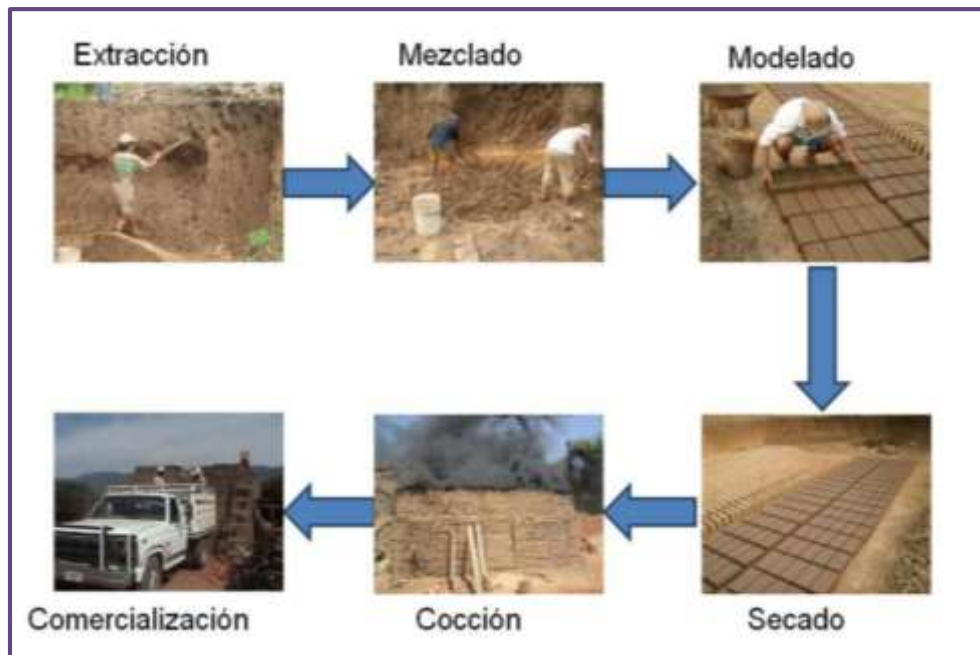 Extracción
Mezclado
Modelado
Secado
Cocción
Comercialización